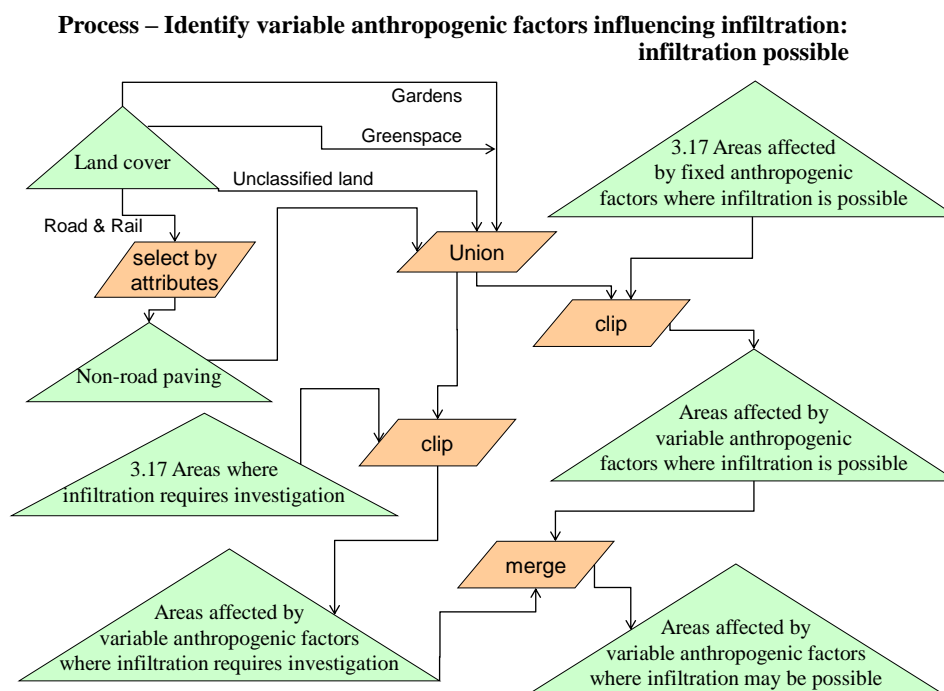 Process – Identify variable anthropogenic factors influencing infiltration:
infiltration possible
Gardens
Greenspace
Land cover
Unclassified land
3.17 Areas affected
by fixed anthropogenic
factors where infiltration is possible
Road & Rail
select by
attributes
Union
clip
Non-road paving
Areas affected by
variable anthropogenic
factors where infiltration is possible
clip
3.17 Areas where
infiltration requires investigation
merge
Areas affected by
variable anthropogenic factors
where infiltration requires investigation
Areas affected by
variable anthropogenic factors
where infiltration may be possible